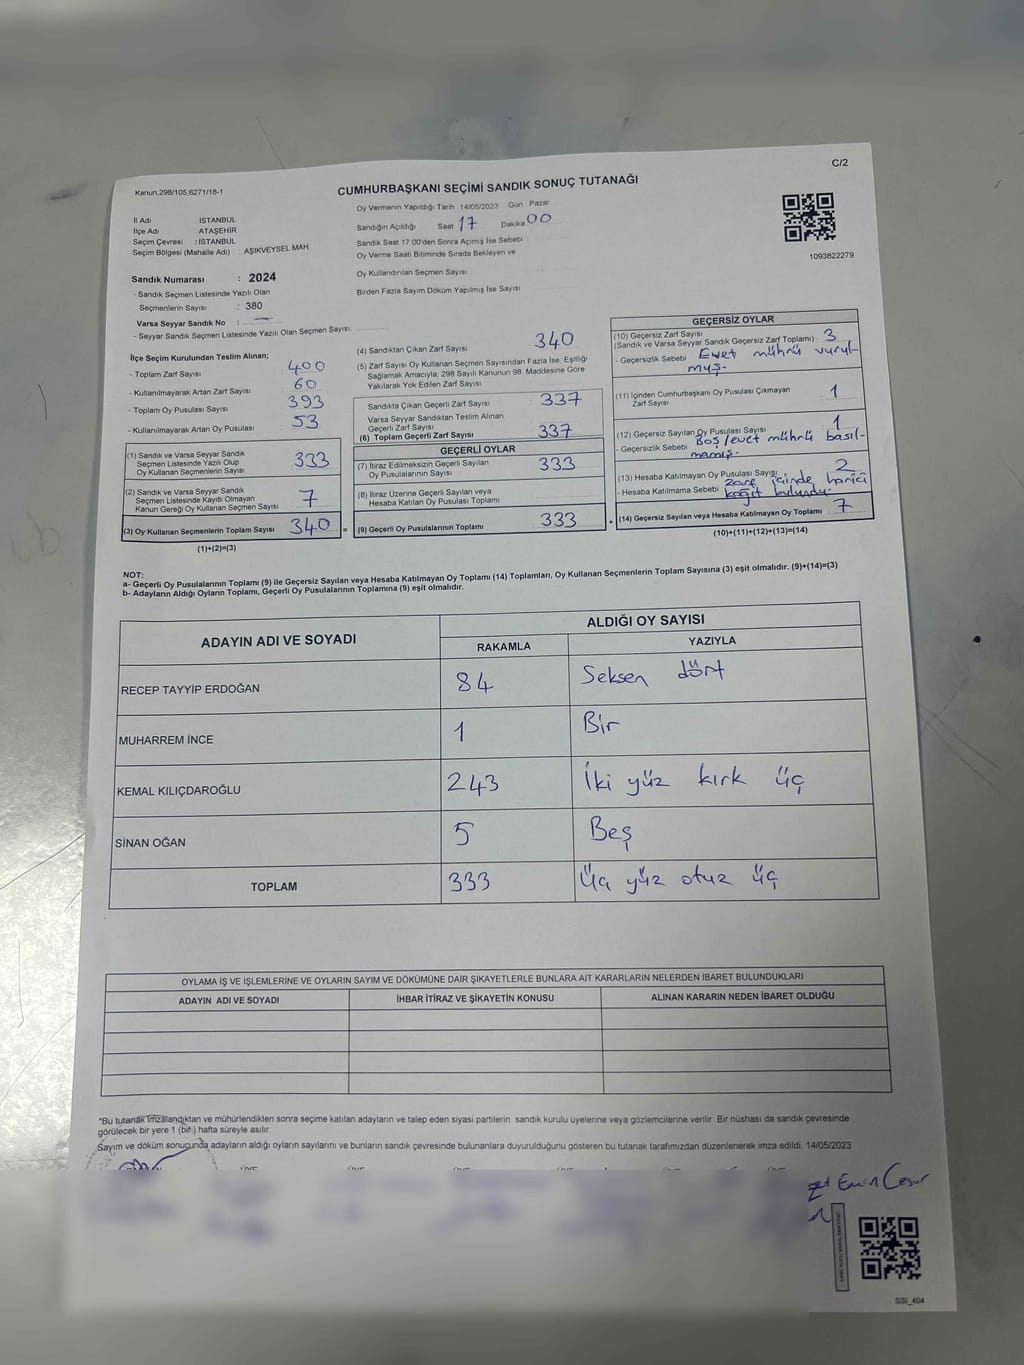 C/2
Kanun;298/105,6271/18-1
CUMHURBAŞKANI SEÇİMİ SANDIK SONUÇ TUTANAĞI
İl Adı İSTANBUL
İlçe Adı ATAŞEHİR
Seçim Çevresi : İSTANBUL
Seçim Bölgesi (Mahalle Adı) : AŞIKVEYSEL MAH.
Sandık Numarası : 2024
- Sandık Seçmen Listesinde Yazılı Olan
Seçmenlerin Sayısı : 380
Varsa Seyyar Sandık No : —
- Seyyar Sandık Seçmen Listesinde Yazılı Olan Seçmen Sayısı:
Oy Vermenin Yapıldığı Tarih : 14/05/2023 Gün Pazar
Sandığın Açıldığı Saat 17 Dakika 00
Sandık Saat 17:00'den Sonra Açımış İse Sebebi
Oy Verme Saati Bitiminde Sırada Bekleyen ve
Oy Kullandırılan Seçmen Sayısı
Birden Fazla Sayım Döküm Yapılmış İse Sayısı
1093822279
İlçe Seçim Kurulundan Teslim Alınan;
- Toplam Zarf Sayısı 400
- Kullanılmayarak Artan Zarf Sayısı 60
- Toplam Oy Pusulası Sayısı 393
- Kullanılmayarak Artan Oy Pusulası 53
(1) Sandık ve Varsa Seyyar Sandık
Seçmen Listesinde Yazılı Olup
Oy Kullanan Seçmenlerin Sayısı 333
(2) Sandık ve Varsa Seyyar Sandık
Seçmen Listesinde Kayıtlı Olmayan
Kanun Gereği Oy Kullanan Seçmen Sayısı 7
(3) Oy Kullanan Seçmenlerin Toplam Sayısı 340 =
(1)+(2)=(3)
(4) Sandıktan Çıkan Zarf Sayısı 340
(5) Zarf Sayısı Oy Kullanan Seçmen Sayısından Fazla İse, Eşitliği
Sağlamak Amacıyla, 298 Sayılı Kanunun 98. Maddesine Göre
Yakılarak Yok Edilen Zarf Sayısı
Sandıkta Çıkan Geçerli Zarf Sayısı 337
Varsa Seyyar Sandıktan Teslim Alınan
Geçerli Zarf Sayısı
(6) Toplam Geçerli Zarf Sayısı 337
GEÇERLİ OYLAR
(7) İtiraz Edilmeksizin Geçerli Sayılan
Oy Pusulalarının Sayısı 333
(8) İtiraz Üzerine Geçerli Sayılan veya
Hesaba Katılan Oy Pusulası Toplamı
(9) Geçerli Oy Pusulalarının Toplamı 333 +
GEÇERSİZ OYLAR
(10) Geçersiz Zarf Sayısı
(Sandık ve Varsa Seyyar Sandık Geçersiz Zarf Toplamı) 3
- Geçersizlik Sebebi Evet mührü vurul-
muş.
(11) İçinden Cumhurbaşkanı Oy Pusulası Çıkmayan
Zarf Sayısı 1
(12) Geçersiz Sayılan Oy Pusulası Sayısı 1
- Geçersizlik Sebebi Boş/evet mührü basıl-
mamış.
(13) Hesaba Katılmayan Oy Pusulası Sayısı 2
- Hesaba Katılmama Sebebi zarf içinde harici
kağıt bulundu.
(14) Geçersiz Sayılan veya Hesaba Katılmayan Oy Toplamı 7
(10)+(11)+(12)+(13)=(14)
NOT:
a- Geçerli Oy Pusulalarının Toplamı (9) ile Geçersiz Sayılan veya Hesaba Katılmayan Oy Toplamı (14) Toplamları, Oy Kullanan Seçmenlerin Toplam Sayısına (3) eşit olmalıdır. (9)+(14)=(3)
b- Adayların Aldığı Oyların Toplamı, Geçerli Oy Pusulalarının Toplamına (9) eşit olmalıdır.
ADAYIN ADI VE SOYADI
ALDIĞI OY SAYISI
RAKAMLA YAZIYLA
RECEP TAYYİP ERDOĞAN 84 Seksen dört
MUHARREM İNCE 1 Bir
KEMAL KILIÇDAROĞLU 243 İki yüz kırk üç
SİNAN OĞAN 5 Beş
TOPLAM 333 Üç yüz otuz üç
OYLAMA İŞ VE İŞLEMLERİNE VE OYLARIN SAYIM VE DÖKÜMÜNE DAİR ŞİKAYETLERLE BUNLARA AİT KARARLARIN NELERDEN İBARET BULUNDUKLARI
ADAYIN ADI VE SOYADI İHBAR İTİRAZ VE ŞİKAYETİN KONUSU ALINAN KARARIN NEDEN İBARET OLDUĞU
*Bu tutanak imzalandıktan ve mühürlendikten sonra seçime katılan adayların ve talep eden siyasi partilerin sandık kurulu üyelerine veya gözlemcilerine verilir. Bir nüshası da sandık çevresinde
görülecek bir yere 1 (bir) hafta süreyle asılır.
Sayım ve döküm sonucunda adayların aldığı oyların sayılarını ve bunların sandık çevresinde bulunanlara duyurulduğunu gösteren bu tutanak tarafımızdan düzenlenerek imza edildi. 14/05/2023
Emin Cesur
SSI_404